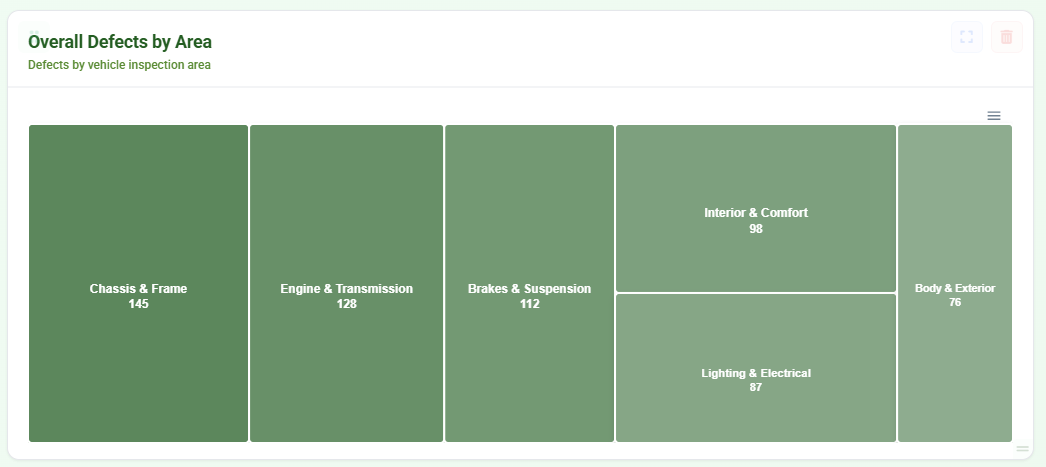 Overall Defects by Area
Defects by vehicle inspection area
Chassis & Frame
145
Engine & Transmission
128
Brakes & Suspension
112
Interior & Comfort
98
Lighting & Electrical
87
Body & Exterior
76